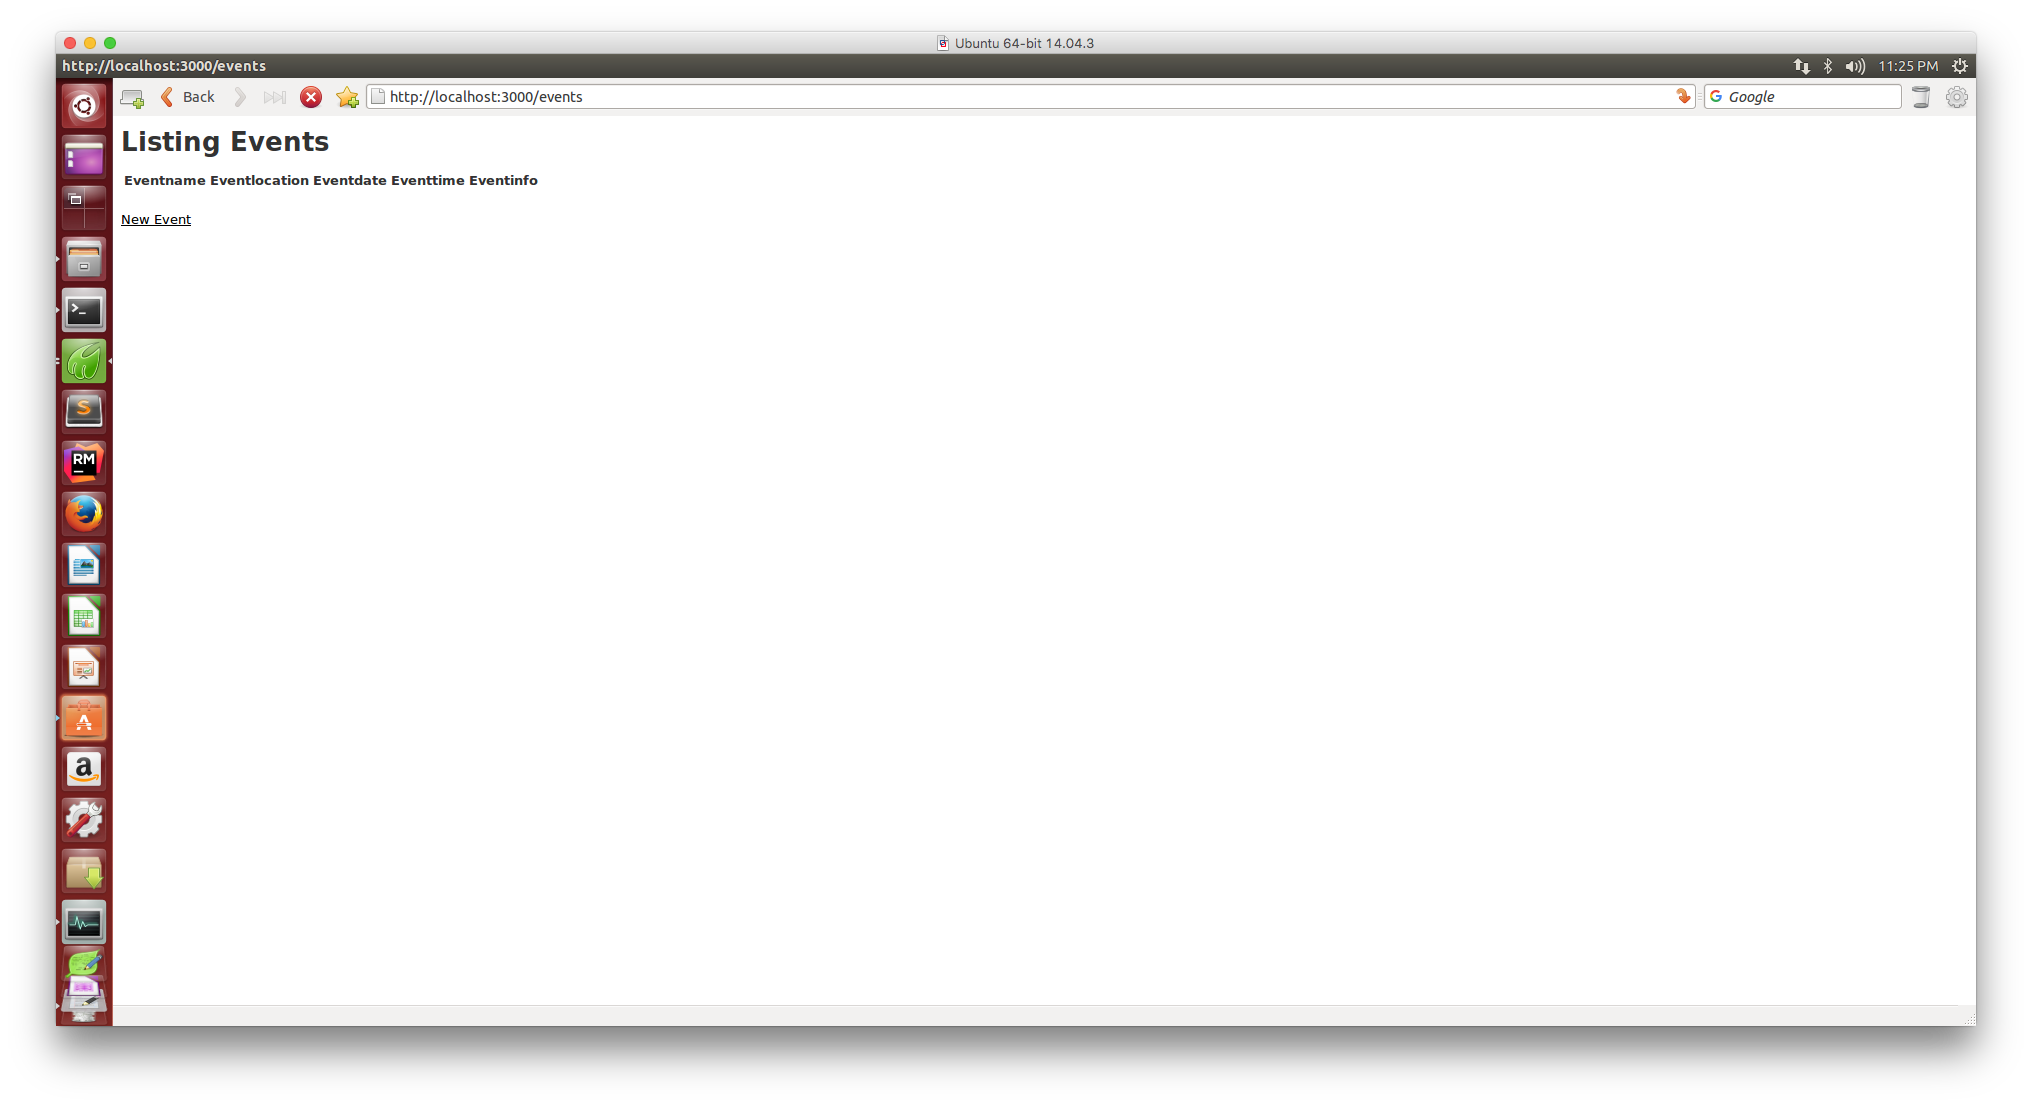 Ubuntu 64-bit 14.04.3
http://localhost:3000/events
11:25 PM
Back
http://localhost:3000/events
Google
Listing Events
Eventname Eventlocation Eventdate Eventtime Eventinfo
New Event
>_
S
RM
A
a